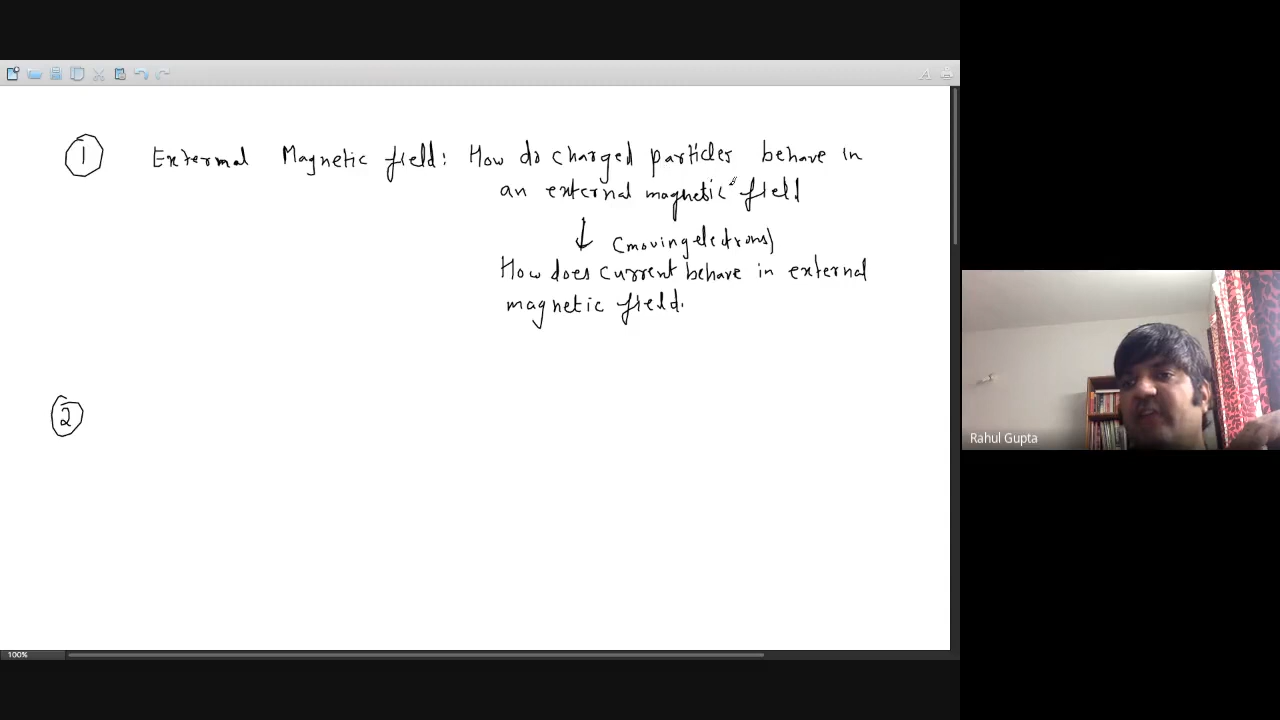 1 External Magnetic field: How do charged particles behave in
an external magnetic field
(moving electrons)
How does current behave in external
magnetic field.
2
Rahul Gupta
100%